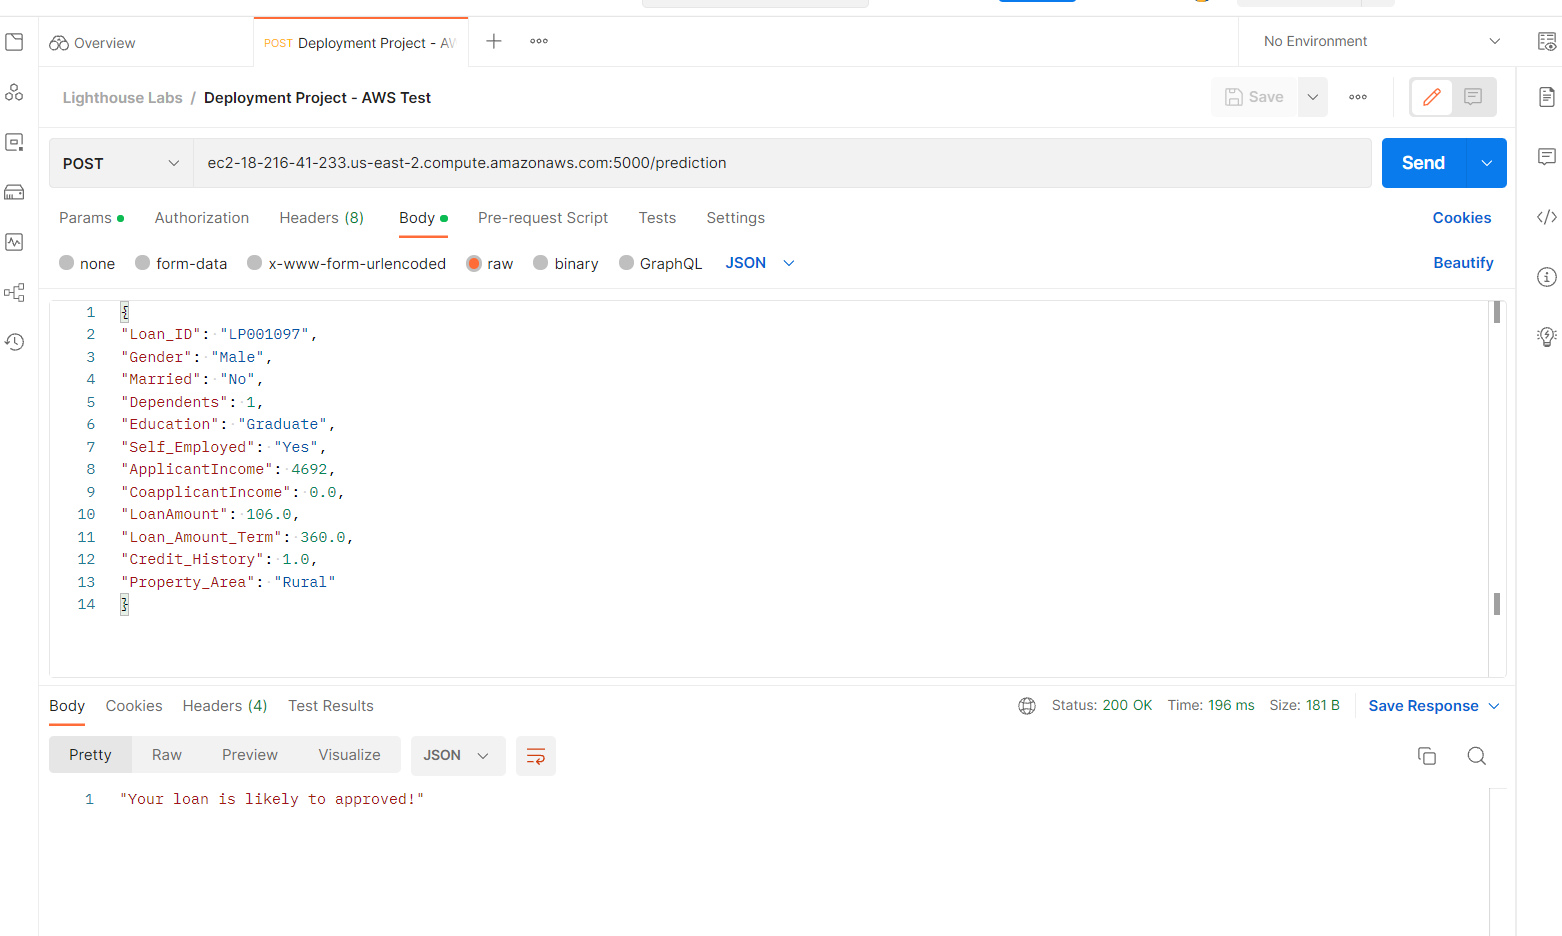 Overview
POST Deployment Project - AW
No Environment
Lighthouse Labs / Deployment Project - AWS Test
Save
POST
ec2-18-216-41-233.us-east-2.compute.amazonaws.com:5000/prediction
Send
Params
Authorization
Headers (8)
Body
Pre-request Script
Tests
Settings
Cookies
none
form-data
x-www-form-urlencoded
raw
binary
GraphQL
JSON
Beautify
1 {
2 "Loan_ID": "LP001097",
3 "Gender": "Male",
4 "Married": "No",
5 "Dependents": 1,
6 "Education": "Graduate",
7 "Self_Employed": "Yes",
8 "ApplicantIncome": 4692,
9 "CoapplicantIncome": 0.0,
10 "LoanAmount": 106.0,
11 "Loan_Amount_Term": 360.0,
12 "Credit_History": 1.0,
13 "Property_Area": "Rural"
14 }
Body
Cookies
Headers (4)
Test Results
Status: 200 OK
Time: 196 ms
Size: 181 B
Save Response
Pretty
Raw
Preview
Visualize
JSON
1 "Your loan is likely to approved!"